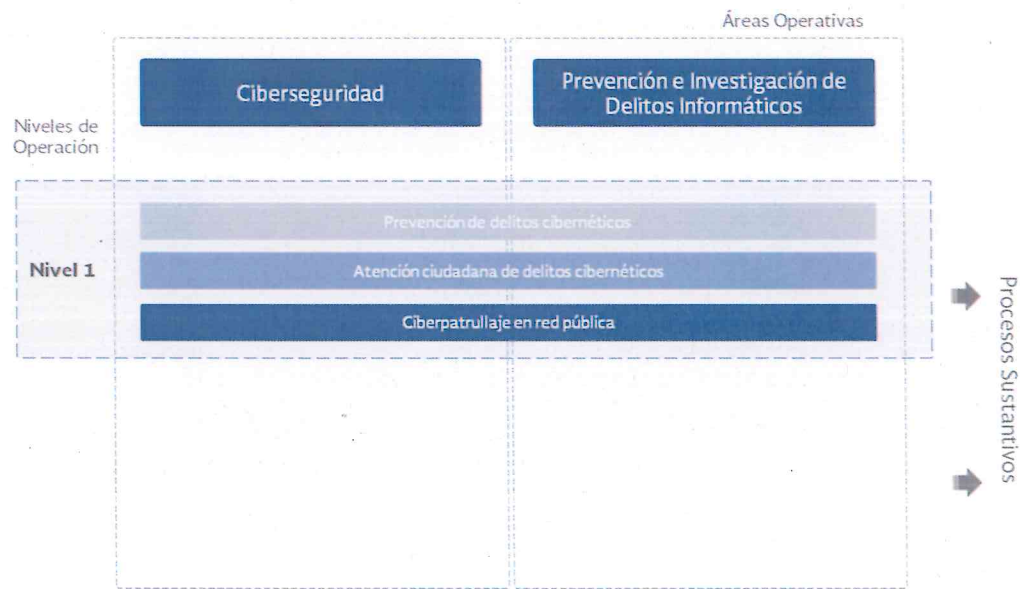 Áreas Operativas
Ciberseguridad
Prevención e Investigación de
Delitos Informáticos
Niveles de
Operación
Nivel 1
Prevención de delitos cibernéticos
Atención ciudadana de delitos cibernéticos
Ciberpatrullaje en red pública
Procesos Sustantivos